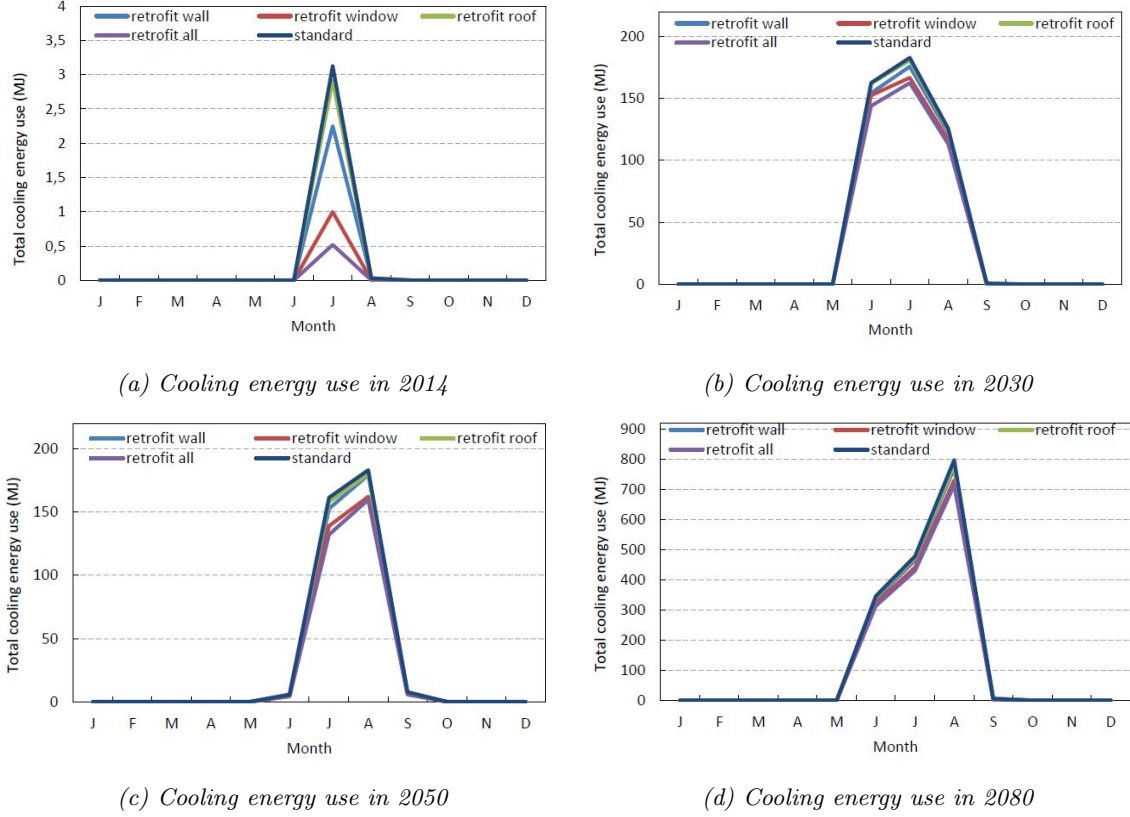 retrofit wall retrofit window retrofit roof
retrofit all standard
Total cooling energy use (MJ)
4
3,5
3
2,5
2
1,5
1
0,5
0
J F M A M J J A S O N D
Month
(a) Cooling energy use in 2014
retrofit wall retrofit window retrofit roof
retrofit all standard
Total cooling energy use (MJ)
200
150
100
50
0
J F M A M J J A S O N D
Month
(b) Cooling energy use in 2030
retrofit wall retrofit window retrofit roof
retrofit all standard
Total cooling energy use (MJ)
200
150
100
50
0
J F M A M J J A S O N D
Month
(c) Cooling energy use in 2050
retrofit wall retrofit window retrofit roof
retrofit all standard
Total cooling energy use (MJ)
900
800
700
600
500
400
300
200
100
0
J F M A M J J A S O N D
Month
(d) Cooling energy use in 2080